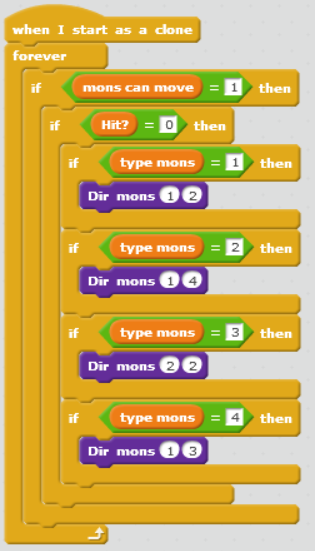 when I start as a clone
forever
if mons can move = 1 then
if Hit? = 0 then
if type mons = 1 then
Dir mons 1 2
if type mons = 2 then
Dir mons 1 4
if type mons = 3 then
Dir mons 2 2
if type mons = 4 then
Dir mons 1 3